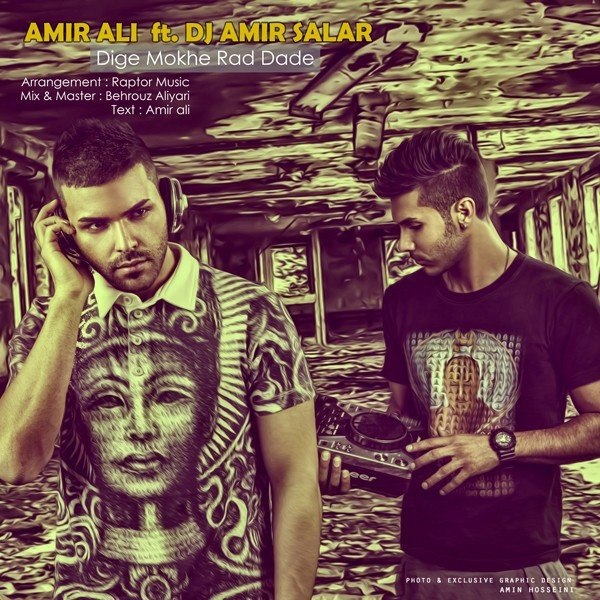 AMIR ALI ft. DJ AMIR SALAR
Dige Mokhe Rad Dade
Arrangement : Raptor Music
Mix & Master : Behrouz Aliyari
Text : Amir ali
PHOTO & EXCLUSIVE GRAPHIC DESIGN
AMIN HOSSEINI